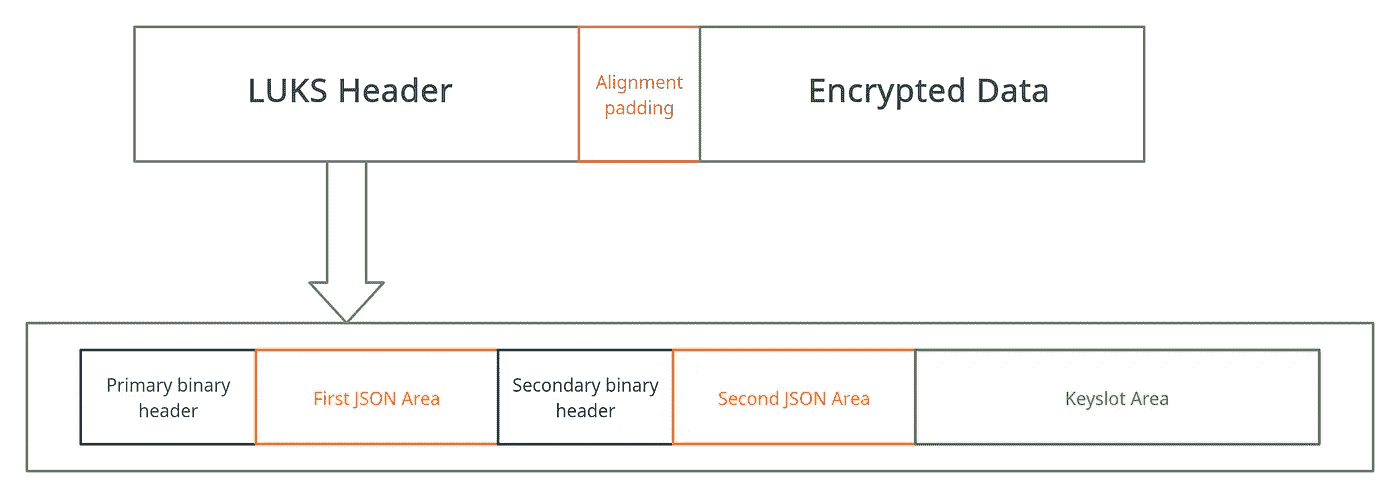 LUKS Header
Alignment
padding
Encrypted Data
Primary binary
header
First JSON Area
Secondary binary
header
Second JSON Area
Keyslot Area